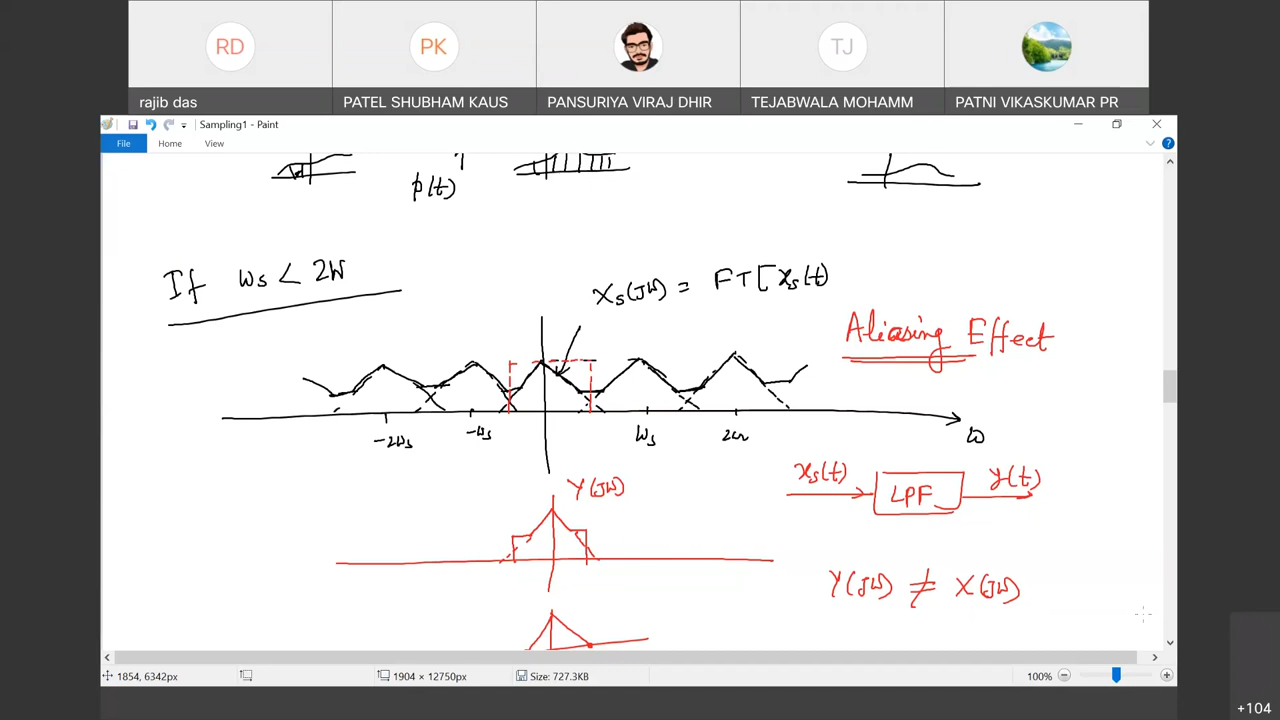 RD
PK
TJ
rajib das
PATEL SHUBHAM KAUS
PANSURIYA VIRAJ DHIR
TEJABWALA MOHAMM
PATNI VIKASKUMAR PR
Sampling1 - Paint
File
Home
View
p(t)
If ws < 2W
Xs(jw) = FT[xs(t)
Aliasing Effect
-2ws
-ws
ws
2w
w
Y(jw)
xs(t)
LPF
y(t)
Y(jw) ≠ X(jw)
1854, 6342px
1904 × 12750px
Size: 727.3KB
100%
+104